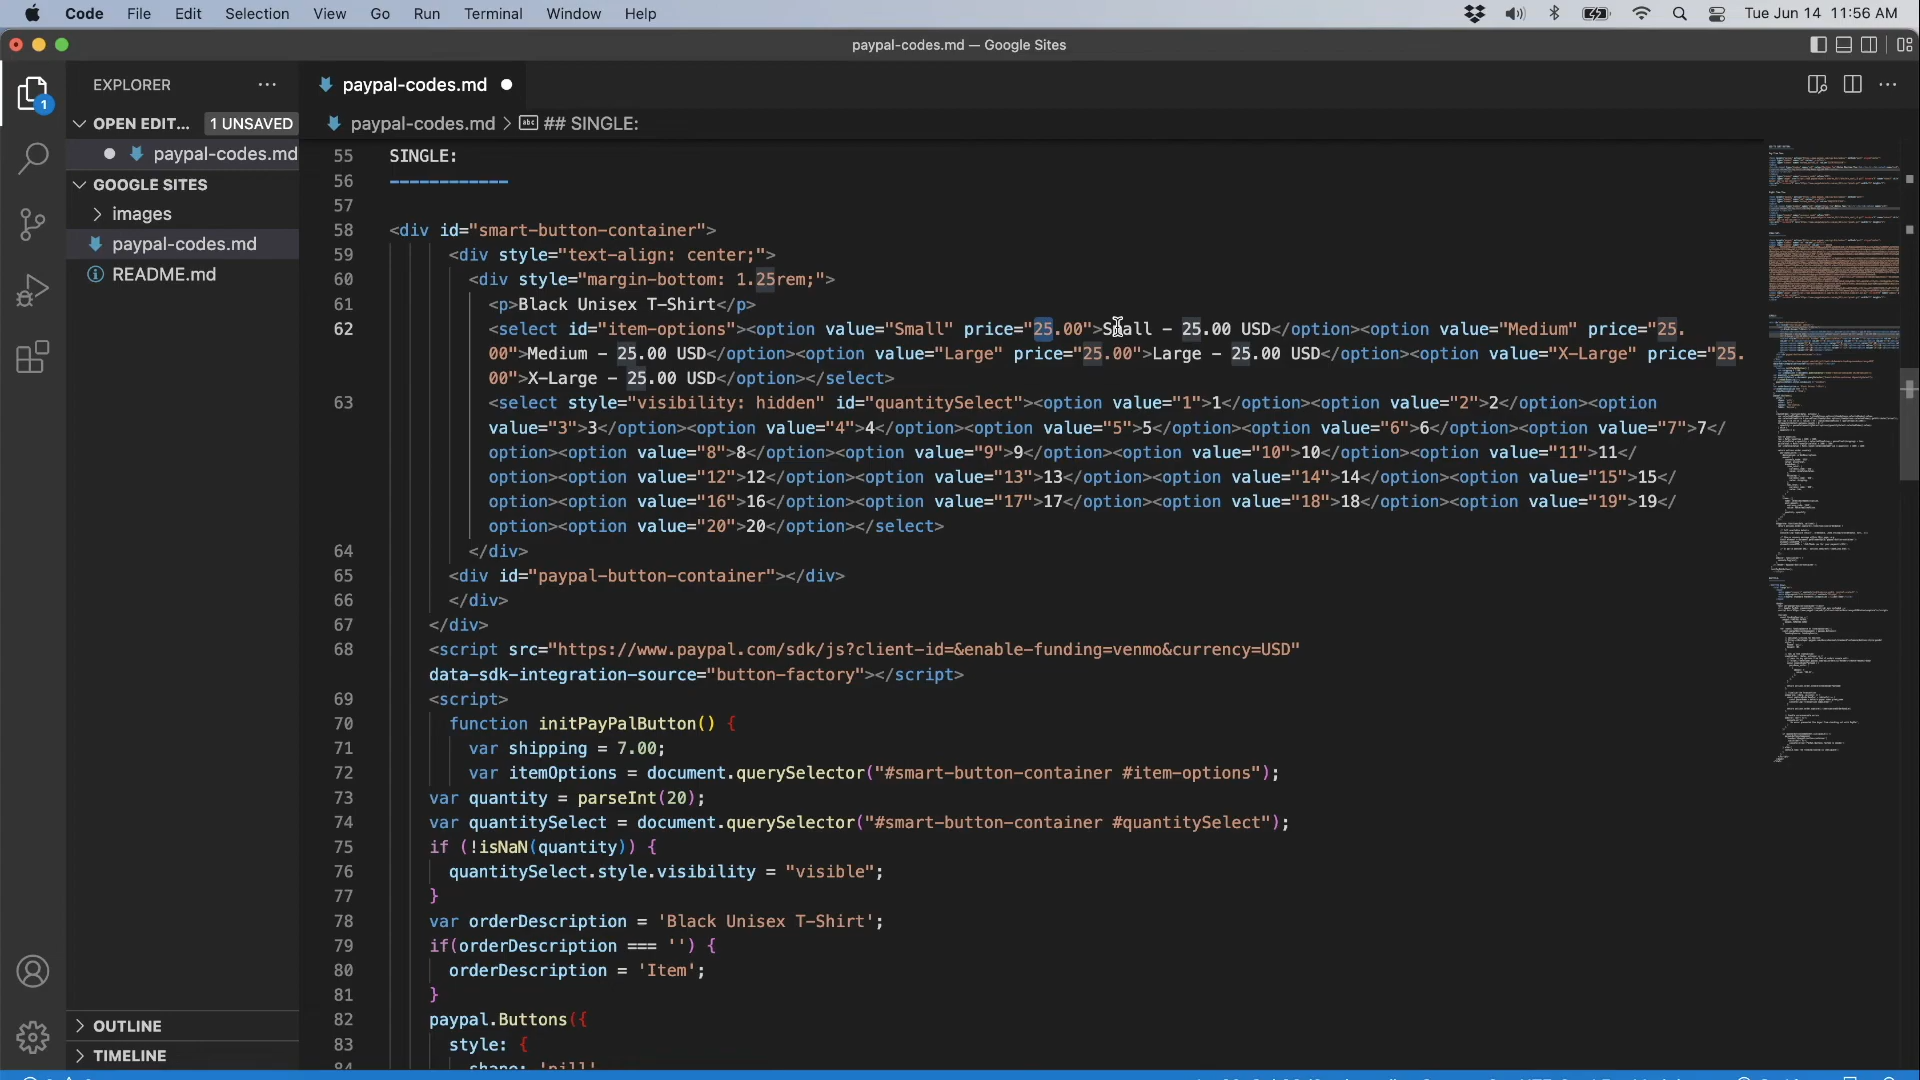 Code File Edit Selection View Go Run Terminal Window Help Tue Jun 14 11:56 AM
paypal-codes.md — Google Sites
EXPLORER
paypal-codes.md
OPEN EDIT... 1 UNSAVED
paypal-codes.md > ## SINGLE:
paypal-codes.md
GOOGLE SITES
images
paypal-codes.md
README.md
OUTLINE
TIMELINE
1
55 SINGLE:
56 ------------
57
58 <div id="smart-button-container">
59 <div style="text-align: center;">
60 <div style="margin-bottom: 1.25rem;">
61 <p>Black Unisex T-Shirt</p>
62 <select id="item-options"><option value="Small" price="25.00">Small - 25.00 USD</option><option value="Medium" price="25.
00">Medium - 25.00 USD</option><option value="Large" price="25.00">Large - 25.00 USD</option><option value="X-Large" price="25.
00">X-Large - 25.00 USD</option></select>
63 <select style="visibility: hidden" id="quantitySelect"><option value="1">1</option><option value="2">2</option><option
value="3">3</option><option value="4">4</option><option value="5">5</option><option value="6">6</option><option value="7">7</
option><option value="8">8</option><option value="9">9</option><option value="10">10</option><option value="11">11</
option><option value="12">12</option><option value="13">13</option><option value="14">14</option><option value="15">15</
option><option value="16">16</option><option value="17">17</option><option value="18">18</option><option value="19">19</
option><option value="20">20</option></select>
64 </div>
65 <div id="paypal-button-container"></div>
66 </div>
67 </div>
68 <script src="https://www.paypal.com/sdk/js?client-id=&enable-funding=venmo&currency=USD"
data-sdk-integration-source="button-factory"></script>
69 <script>
70 function initPayPalButton() {
71 var shipping = 7.00;
72 var itemOptions = document.querySelector("#smart-button-container #item-options");
73 var quantity = parseInt(20);
74 var quantitySelect = document.querySelector("#smart-button-container #quantitySelect");
75 if (!isNaN(quantity)) {
76 quantitySelect.style.visibility = "visible";
77 }
78 var orderDescription = 'Black Unisex T-Shirt';
79 if(orderDescription === '') {
80 orderDescription = 'Item';
81 }
82 paypal.Buttons({
83 style: {
84 shape: 'pill'